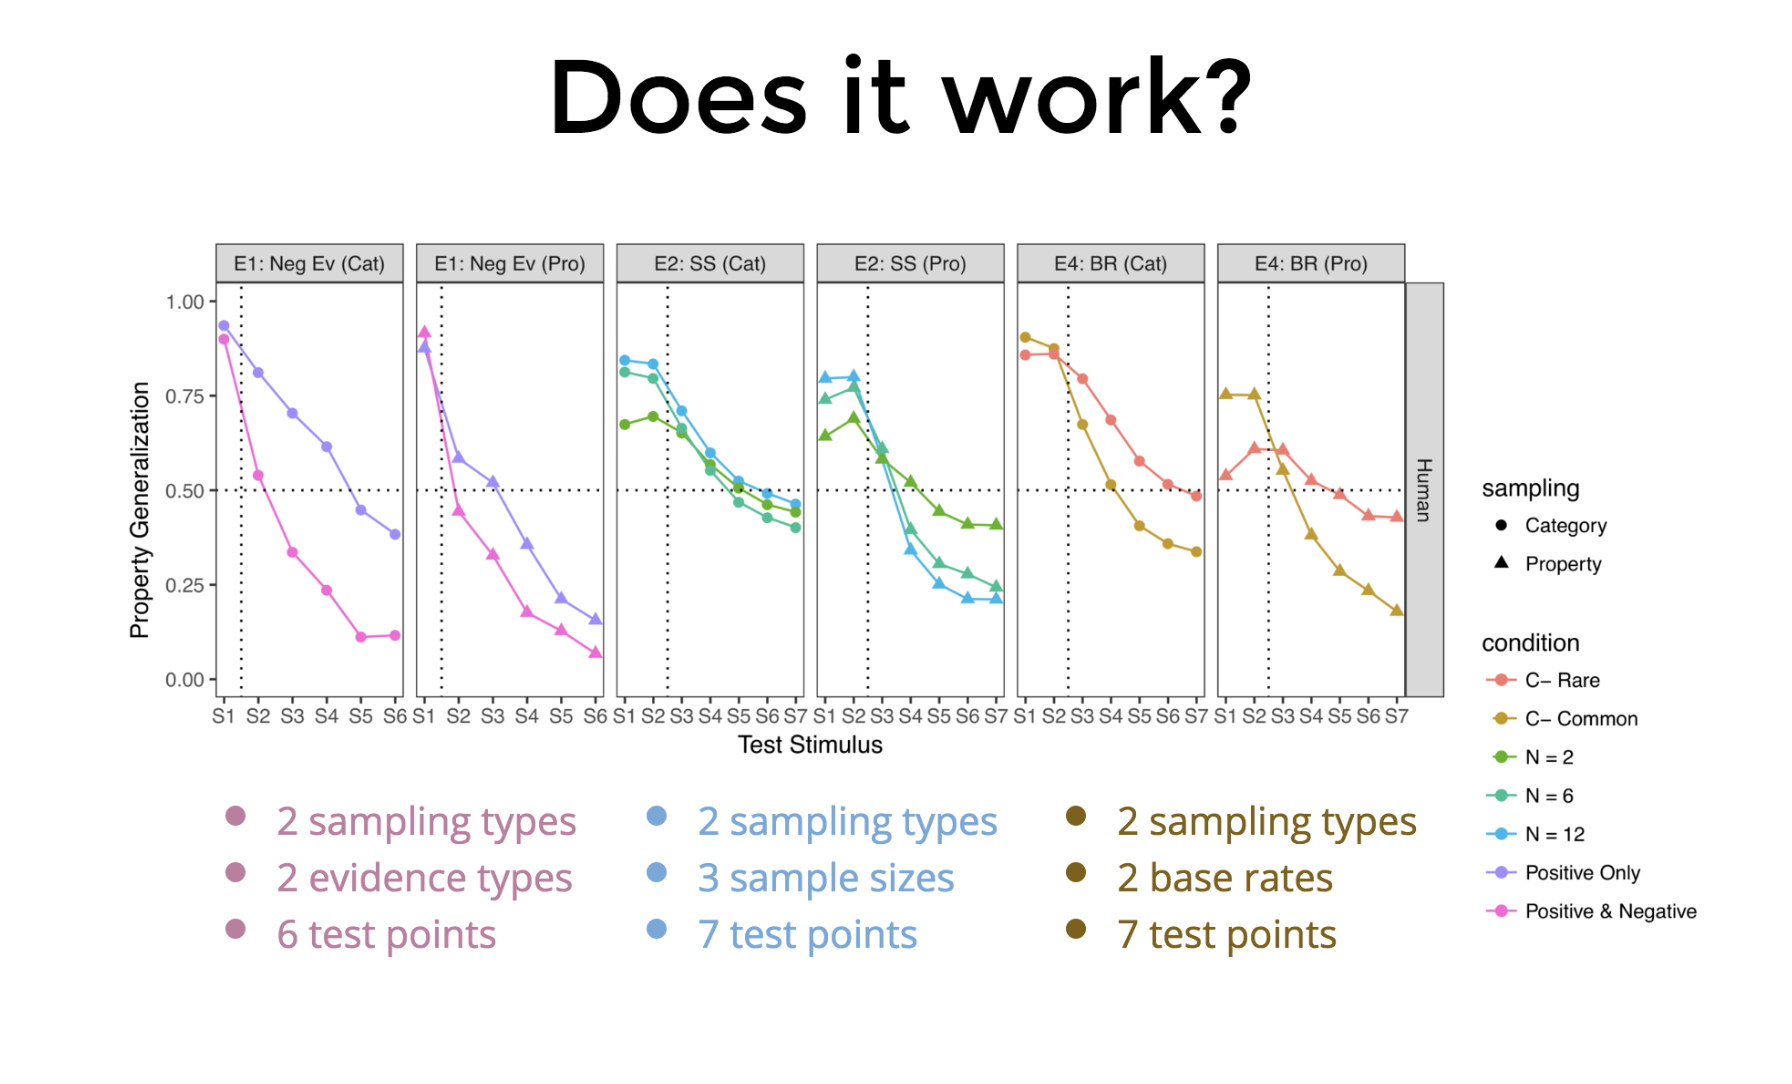 Does it work?
E1: Neg Ev (Cat)
E1: Neg Ev (Pro)
E2: SS (Cat)
E2: SS (Pro)
E4: BR (Cat)
E4: BR (Pro)
Property Generalization
1.00
0.75
0.50
0.25
0.00
Human
S1 S2 S3 S4 S5 S6
S1 S2 S3 S4 S5 S6
S1 S2 S3 S4 S5 S6 S7
S1 S2 S3 S4 S5 S6 S7
S1 S2 S3 S4 S5 S6 S7
S1 S2 S3 S4 S5 S6 S7
Test Stimulus
sampling
Category
Property
condition
C− Rare
C− Common
N = 2
N = 6
N = 12
Positive Only
Positive & Negative
2 sampling types
2 evidence types
6 test points
2 sampling types
3 sample sizes
7 test points
2 sampling types
2 base rates
7 test points